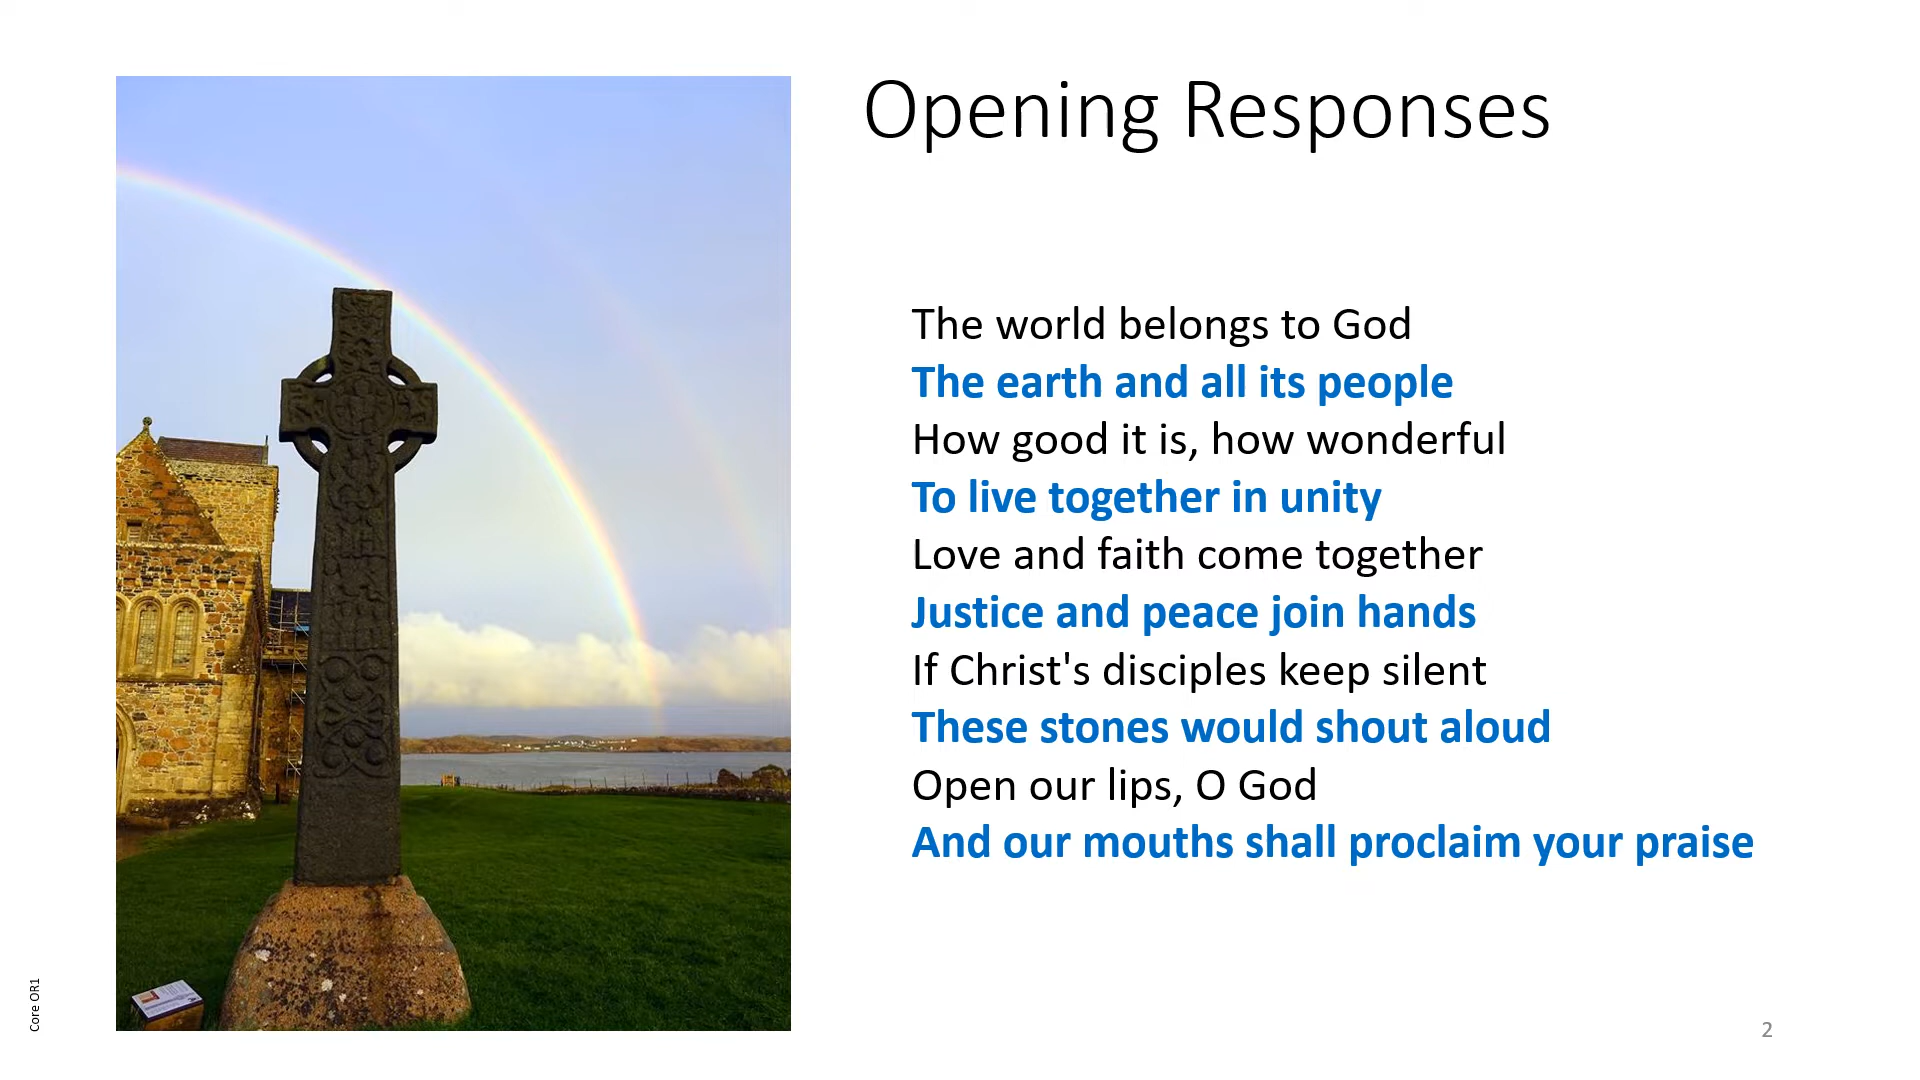 Opening Responses
The world belongs to God
The earth and all its people
How good it is, how wonderful
To live together in unity
Love and faith come together
Justice and peace join hands
If Christ's disciples keep silent
These stones would shout aloud
Open our lips, O God
And our mouths shall proclaim your praise
Core OR1
2